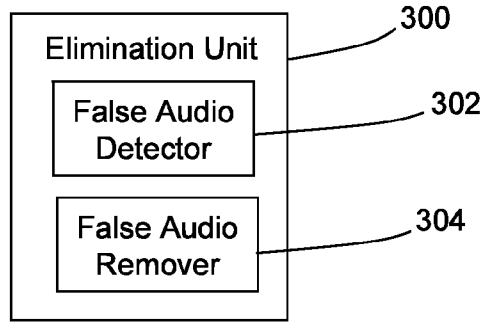 300
Elimination Unit
False Audio
Detector
302
False Audio
Remover
304